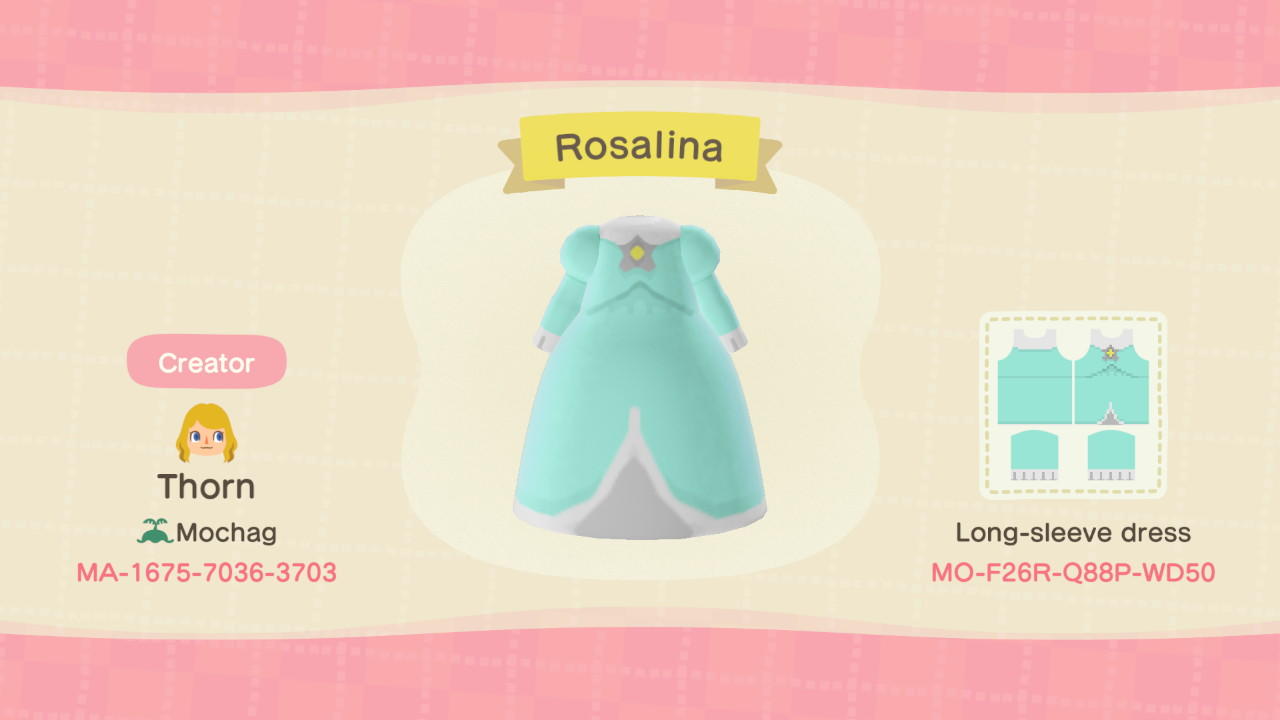 Rosalina
Creator
Thorn
Mochag
MA-1675-7036-3703
Long-sleeve dress
MO-F26R-Q88P-WD50